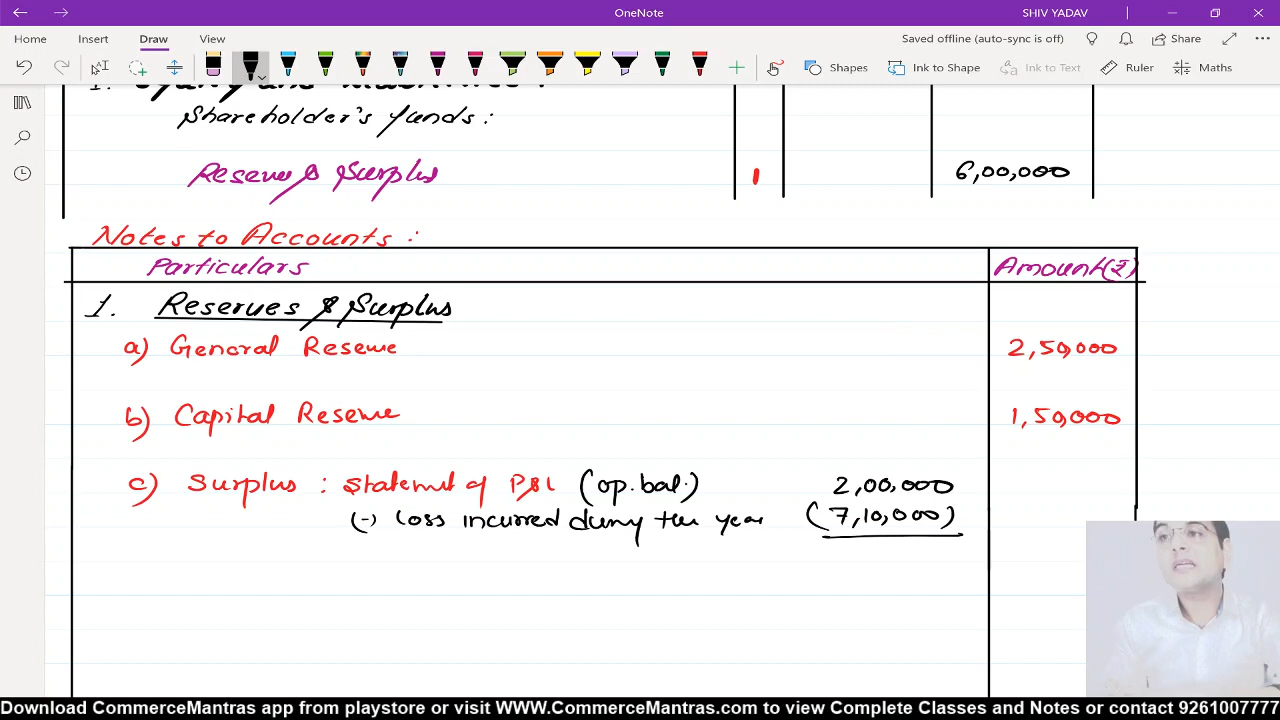 OneNote
SHIV YADAV
Home Insert Draw View
Saved offline (auto-sync is off) Share
Shapes Ink to Shape Ink to Text Ruler Maths
Shareholder's funds:
Reserve & Surplus 1 6,00,000
Notes to Accounts :
Particulars Amount(₹)
1. Reserves & Surplus
a) General Reserve 2,50,000
b) Capital Reserve 1,50,000
c) Surplus : Statement of P&L (op.bal.) 2,00,000
(-) Loss incurred during the year (7,10,000)
Download CommerceMantras app from playstore or visit WWW.CommerceMantras.com to view Complete Classes and Notes or contact 9261007777